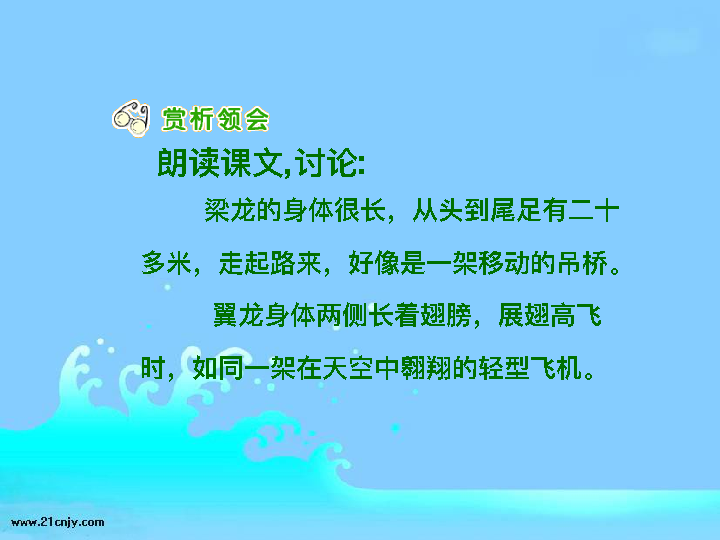 赏析领会
朗读课文,讨论:
梁龙的身体很长，从头到尾足有二十
多米，走起路来，好像是一架移动的吊桥。
翼龙身体两侧长着翅膀，展翅高飞
时，如同一架在天空中翱翔的轻型飞机。
www.21cnjy.com